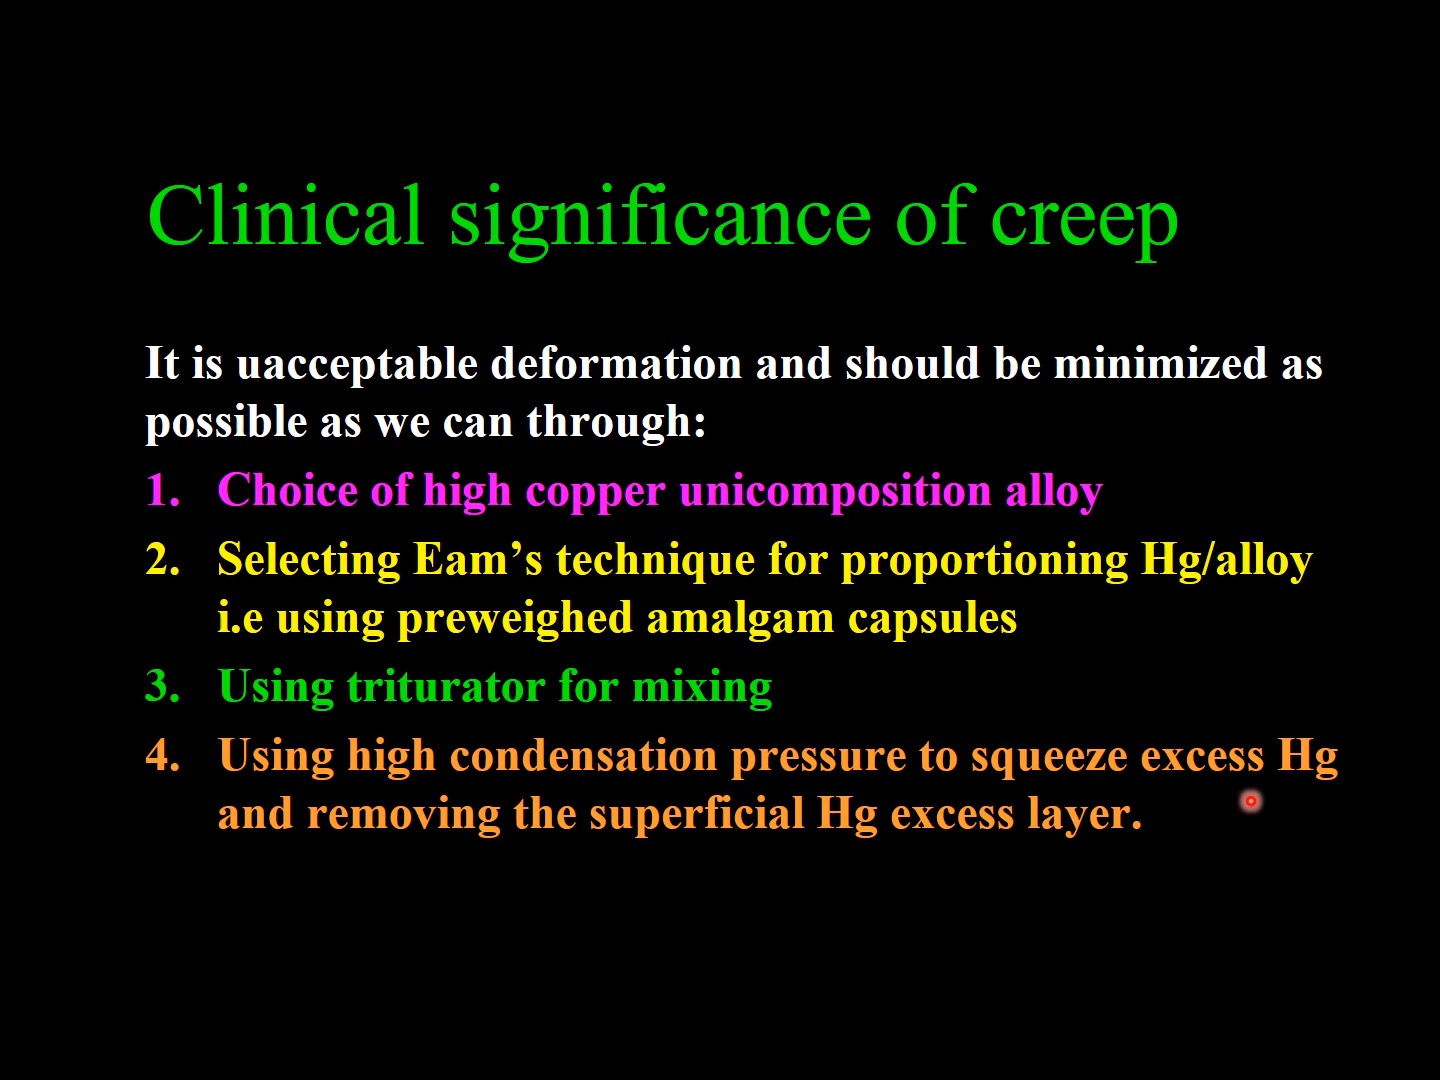 Clinical significance of creep
It is uacceptable deformation and should be minimized as
possible as we can through:
1. Choice of high copper unicomposition alloy
2. Selecting Eam’s technique for proportioning Hg/alloy
i.e using preweighed amalgam capsules
3. Using triturator for mixing
4. Using high condensation pressure to squeeze excess Hg
and removing the superficial Hg excess layer.